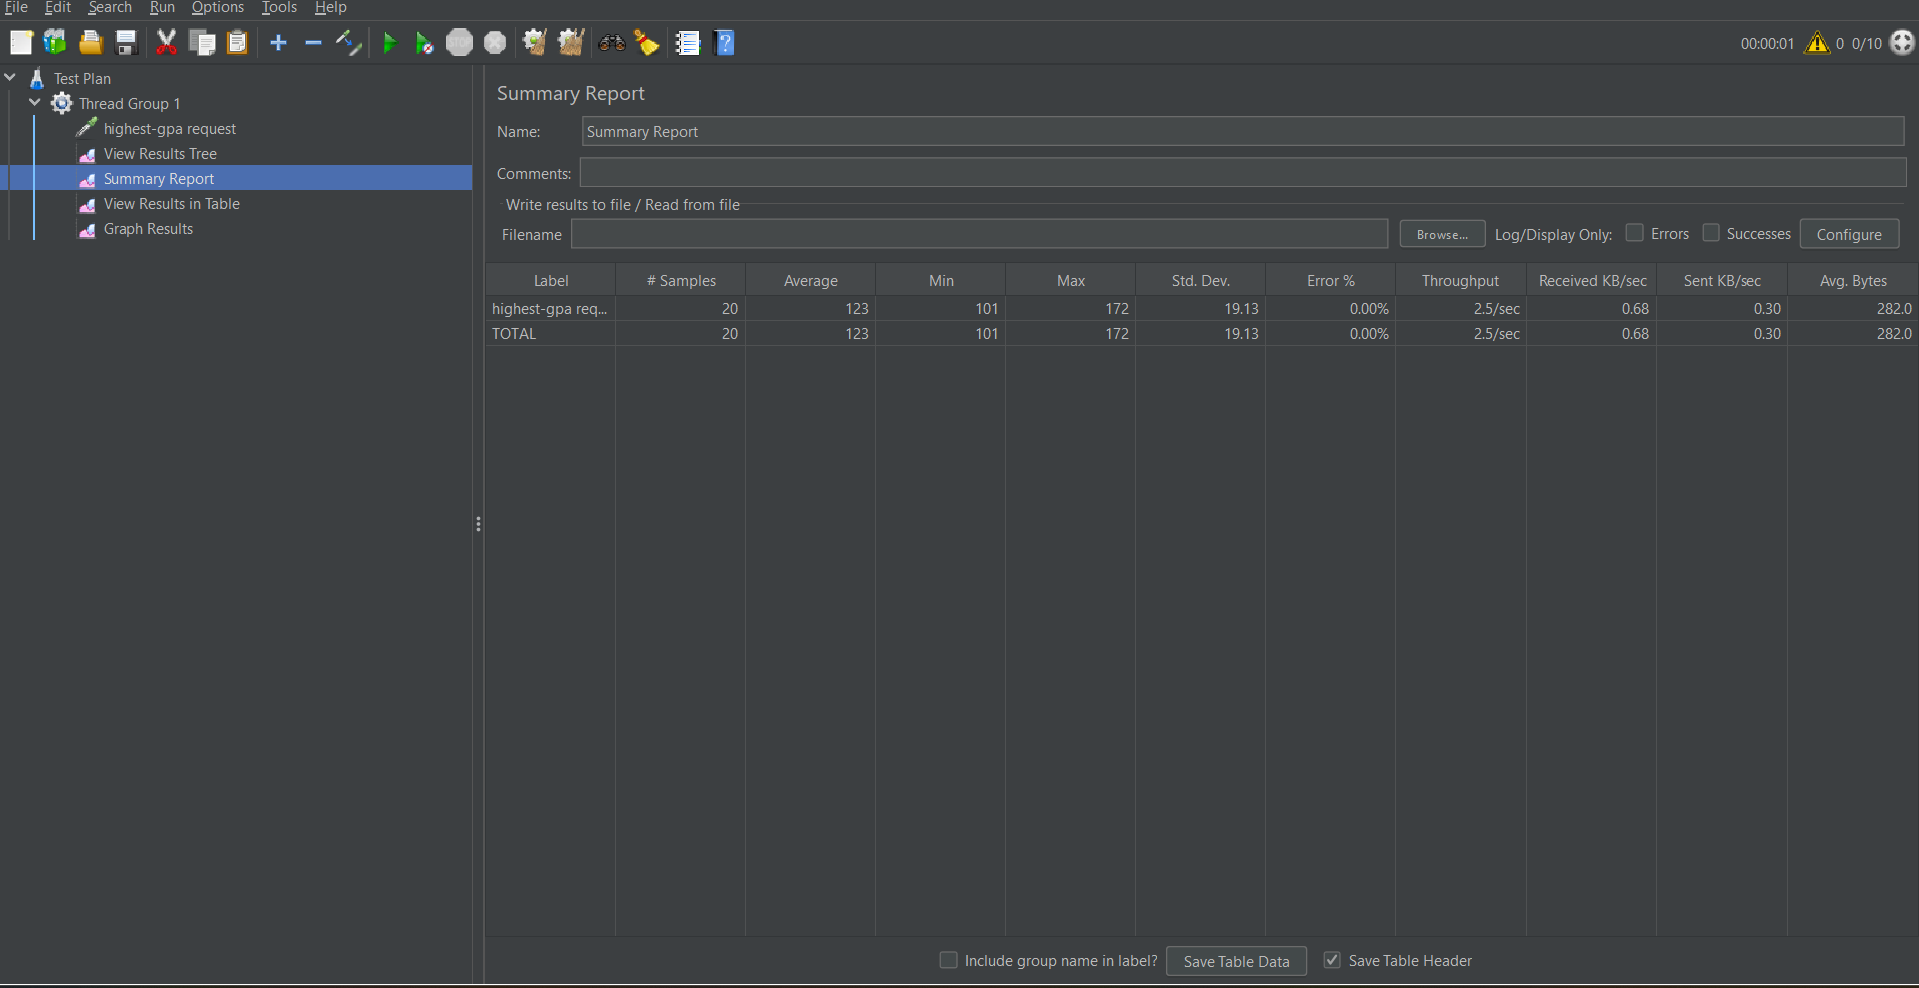 File Edit Search Run Options Tools Help
STOP
00:00:01 0 0/10
Test Plan
Thread Group 1
highest-gpa request
View Results Tree
Summary Report
View Results in Table
Graph Results
Summary Report
Name: Summary Report
Comments:
Write results to file / Read from file
Filename Browse... Log/Display Only: Errors Successes Configure
Label # Samples Average Min Max Std. Dev. Error % Throughput Received KB/sec Sent KB/sec Avg. Bytes
highest-gpa req... 20 123 101 172 19.13 0.00% 2.5/sec 0.68 0.30 282.0
TOTAL 20 123 101 172 19.13 0.00% 2.5/sec 0.68 0.30 282.0
Include group name in label? Save Table Data Save Table Header